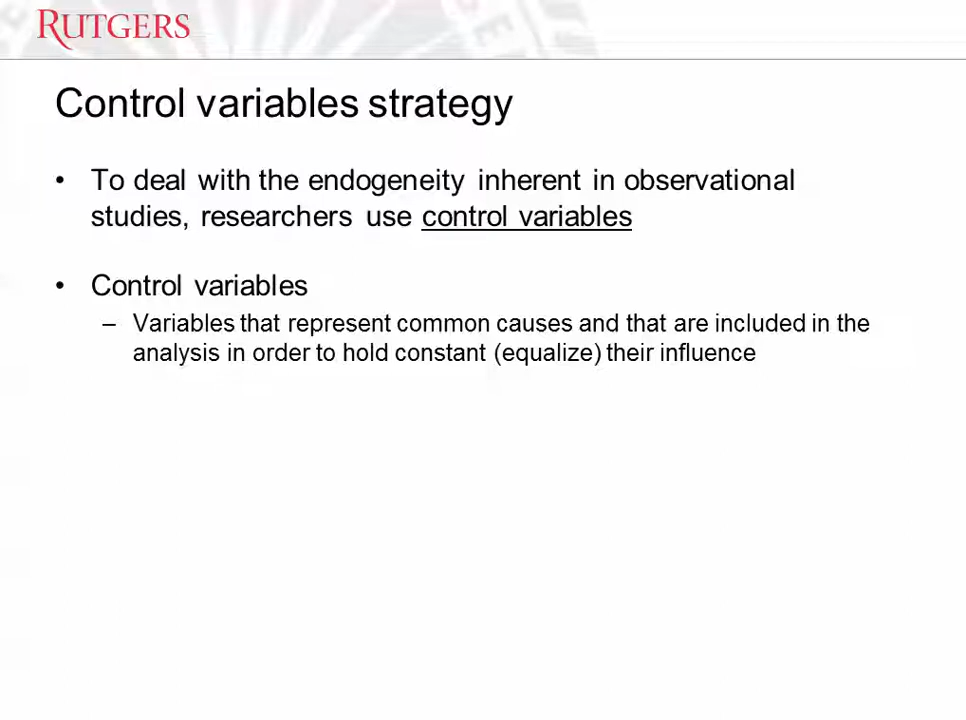 RUTGERS
Control variables strategy
• To deal with the endogeneity inherent in observational
studies, researchers use control variables
• Control variables
– Variables that represent common causes and that are included in the
analysis in order to hold constant (equalize) their influence